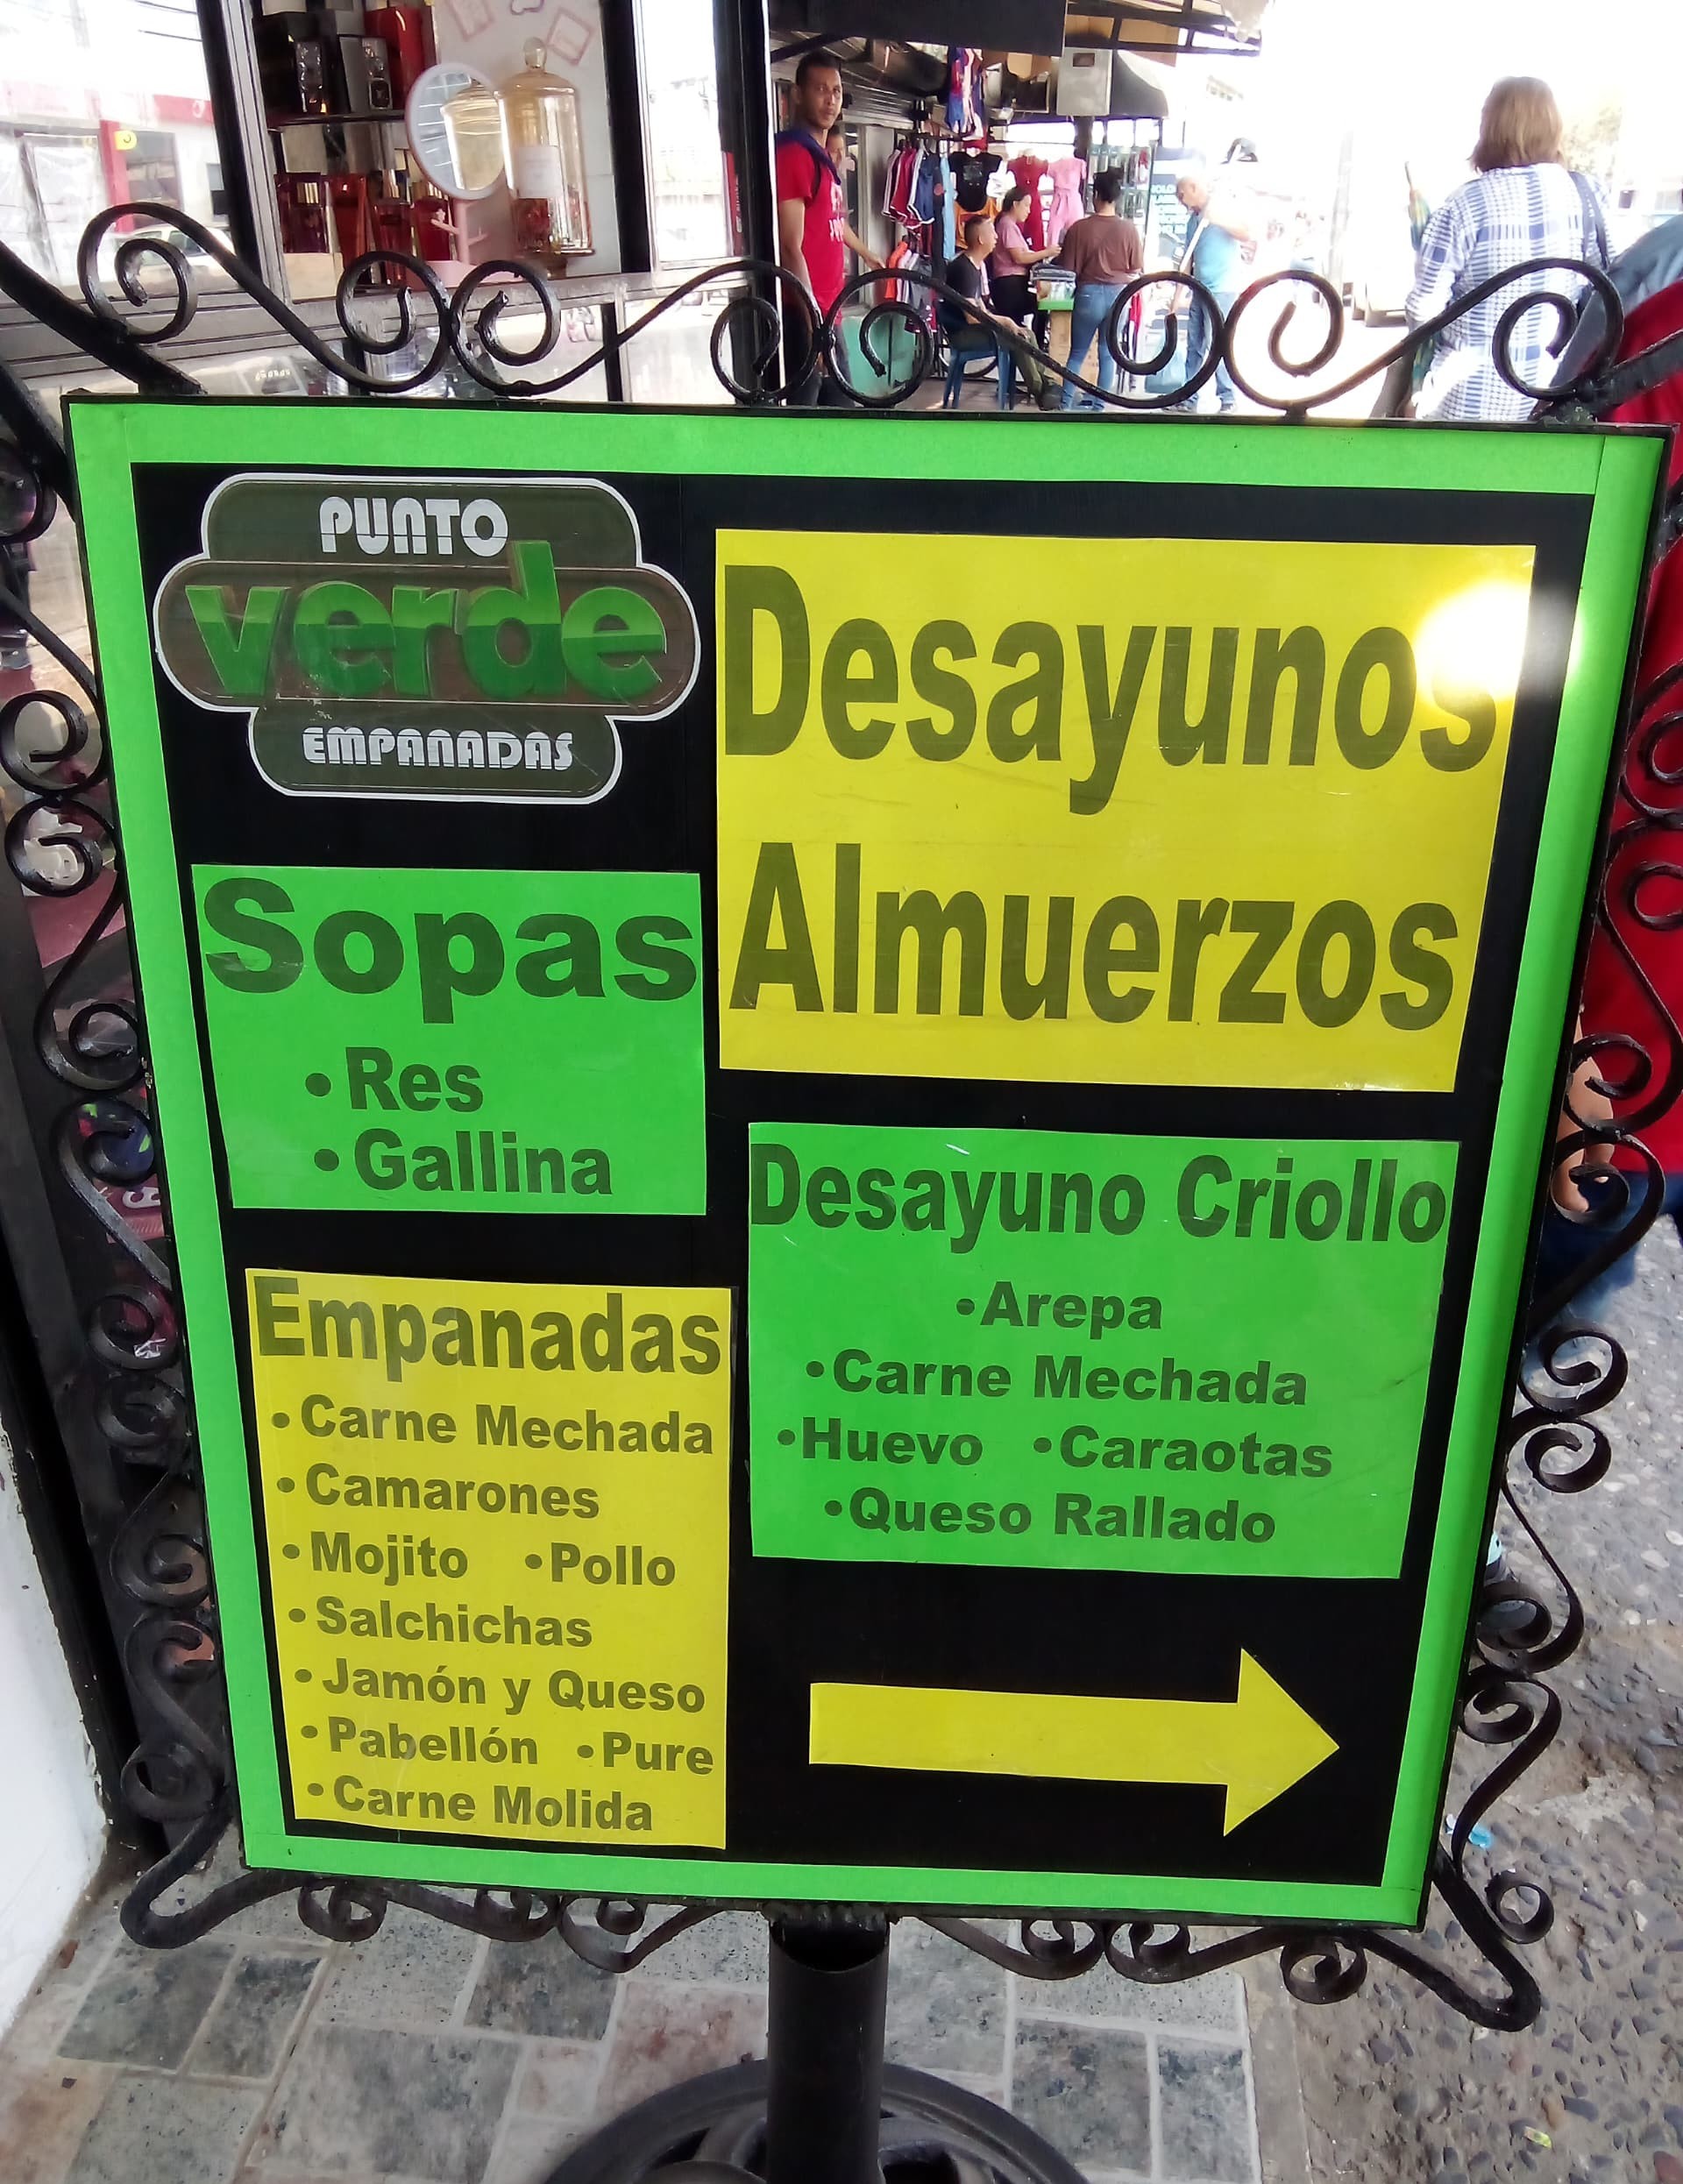 PUNTO
verde
EMPANADAS
Desayunos
Almuerzos
Sopas
•Res
•Gallina
Desayuno Criollo
•Arepa
•Carne Mechada
•Huevo •Caraotas
•Queso Rallado
Empanadas
•Carne Mechada
•Camarones
•Mojito •Pollo
•Salchichas
•Jamón y Queso
•Pabellón •Pure
•Carne Molida